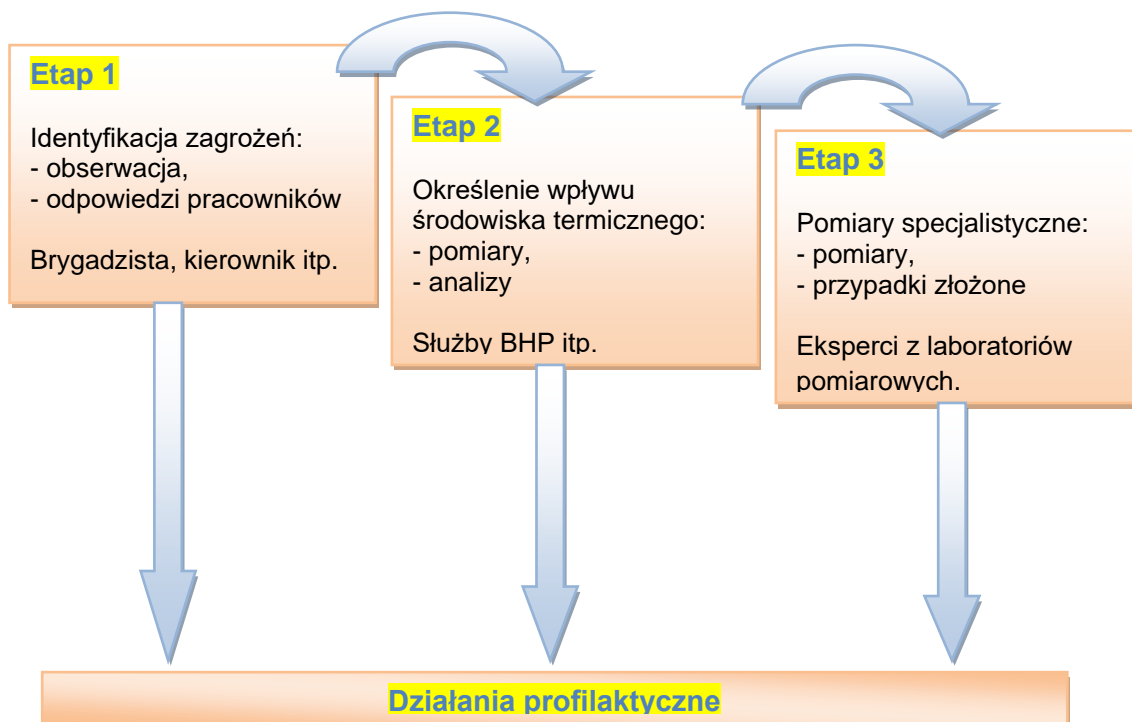 Etap 1
Identyfikacja zagrożeń:
- obserwacja,
- odpowiedzi pracowników
Brygadzista, kierownik itp.
Etap 2
Określenie wpływu
środowiska termicznego:
- pomiary,
- analizy
Służby BHP itp.
Etap 3
Pomiary specjalistyczne:
- pomiary,
- przypadki złożone
Eksperci z laboratoriów
pomiarowych.
Działania profilaktyczne